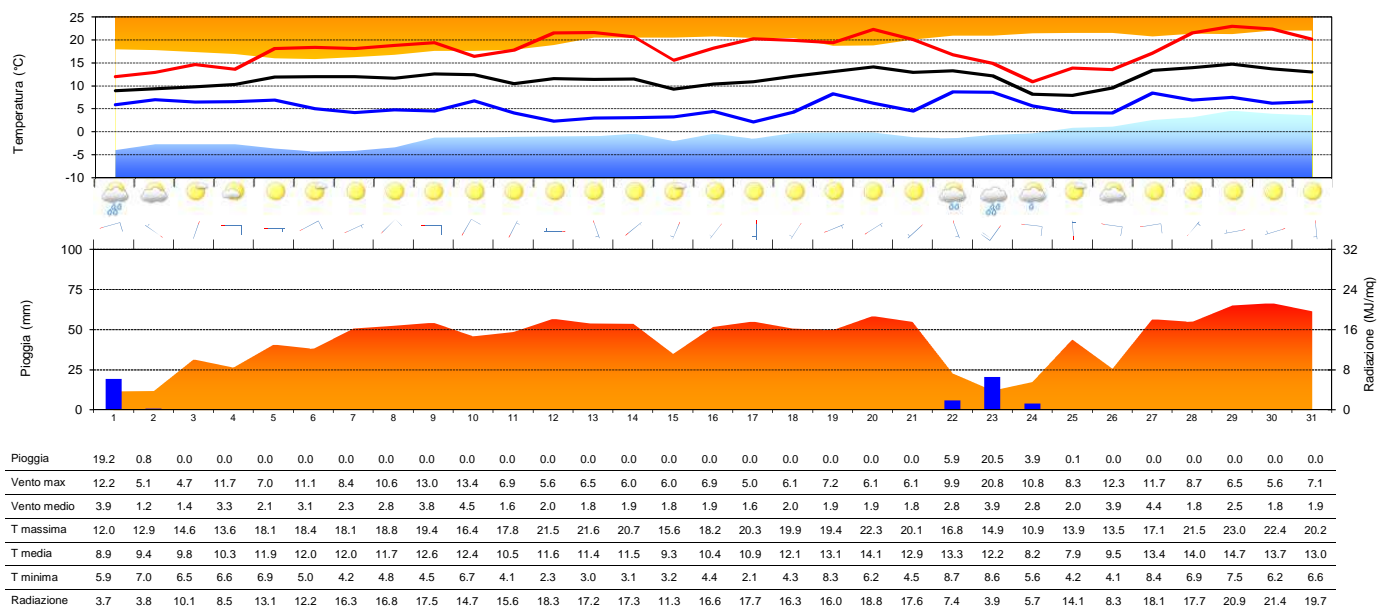 Temperatura (°C)
25
20
15
10
5
0
-5
-10
Pioggia (mm)
100
75
50
25
0
32
24
16
8
0
Radiazione (MJ/mq)
1 2 3 4 5 6 7 8 9 10 11 12 13 14 15 16 17 18 19 20 21 22 23 24 25 26 27 28 29 30 31
Pioggia 19.2 0.8 0.0 0.0 0.0 0.0 0.0 0.0 0.0 0.0 0.0 0.0 0.0 0.0 0.0 0.0 0.0 0.0 0.0 0.0 0.0 5.9 20.5 3.9 0.1 0.0 0.0 0.0 0.0 0.0 0.0
Vento max 12.2 5.1 4.7 11.7 7.0 11.1 8.4 10.6 13.0 13.4 6.9 5.6 6.5 6.0 6.0 6.9 5.0 6.1 7.2 6.1 6.1 9.9 20.8 10.8 8.3 12.3 11.7 8.7 6.5 5.6 7.1
Vento medio 3.9 1.2 1.4 3.3 2.1 3.1 2.3 2.8 3.8 4.5 1.6 2.0 1.8 1.9 1.8 1.9 1.6 2.0 1.9 1.9 1.8 2.8 3.9 2.8 2.0 3.9 4.4 1.8 2.5 1.8 1.9
T massima 12.0 12.9 14.6 13.6 18.1 18.4 18.1 18.8 19.4 16.4 17.8 21.5 21.6 20.7 15.6 18.2 20.3 19.9 19.4 22.3 20.1 16.8 14.9 10.9 13.9 13.5 17.1 21.5 23.0 22.4 20.2
T media 8.9 9.4 9.8 10.3 11.9 12.0 12.0 11.7 12.6 12.4 10.5 11.6 11.4 11.5 9.3 10.4 10.9 12.1 13.1 14.1 12.9 13.3 12.2 8.2 7.9 9.5 13.4 14.0 14.7 13.7 13.0
T minima 5.9 7.0 6.5 6.6 6.9 5.0 4.2 4.8 4.5 6.7 4.1 2.3 3.0 3.1 3.2 4.4 2.1 4.3 8.3 6.2 4.5 8.7 8.6 5.6 4.2 4.1 8.4 6.9 7.5 6.2 6.6
Radiazione 3.7 3.8 10.1 8.5 13.1 12.2 16.3 16.8 17.5 14.7 15.6 18.3 17.2 17.3 11.3 16.6 17.7 16.3 16.0 18.8 17.6 7.4 3.9 5.7 14.1 8.3 18.1 17.7 20.9 21.4 19.7